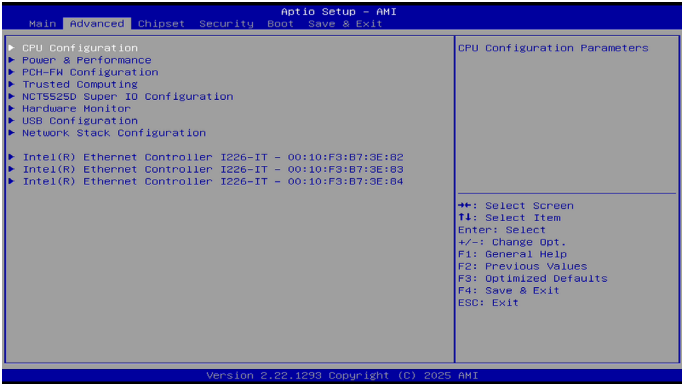 Aptio Setup – AMI
Main Advanced Chipset Security Boot Save & Exit
▶ CPU Configuration
▶ Power & Performance
▶ PCH-FW Configuration
▶ Trusted Computing
▶ NCT5525D Super IO Configuration
▶ Hardware Monitor
▶ USB Configuration
▶ Network Stack Configuration
▶ Intel(R) Ethernet Controller I226-IT – 00:10:F3:B7:3E:82
▶ Intel(R) Ethernet Controller I226-IT – 00:10:F3:B7:3E:83
▶ Intel(R) Ethernet Controller I226-IT – 00:10:F3:B7:3E:84
CPU Configuration Parameters
→←: Select Screen
↑↓: Select Item
Enter: Select
+/-: Change Opt.
F1: General Help
F2: Previous Values
F3: Optimized Defaults
F4: Save & Exit
ESC: Exit
Version 2.22.1293 Copyright (C) 2025 AMI